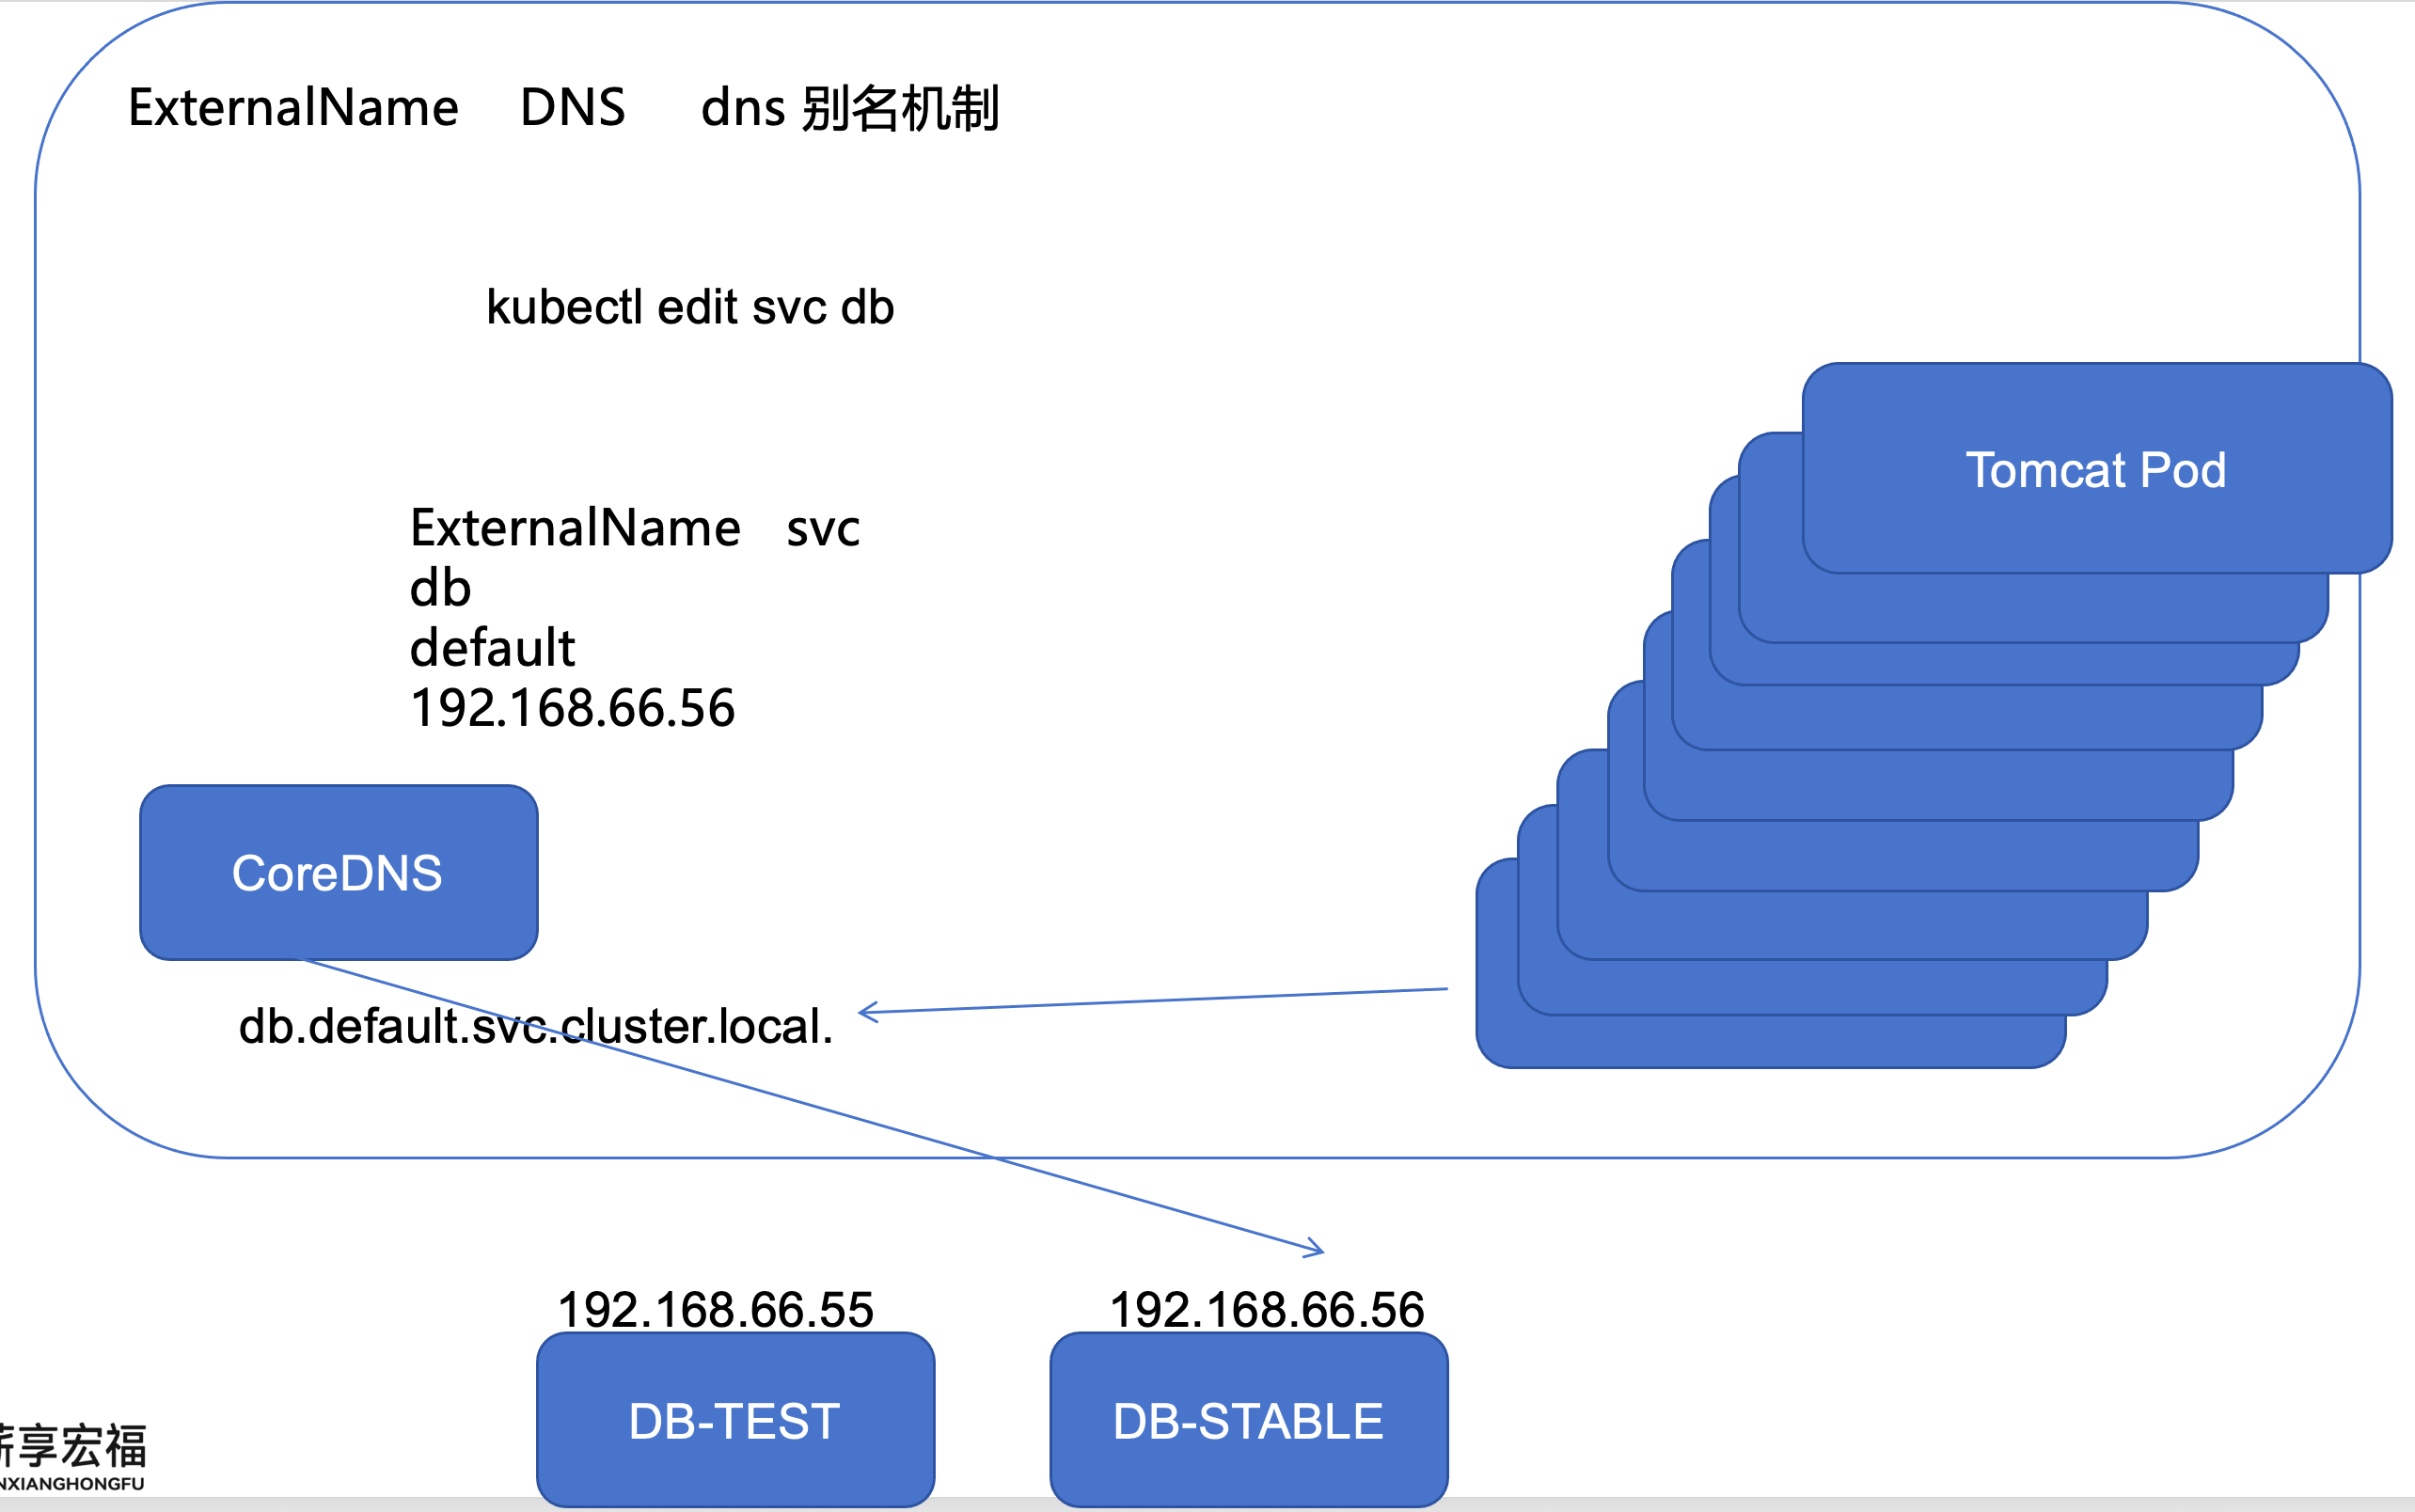 ExternalName DNS dns 别名机制
kubectl edit svc db
Tomcat Pod
ExternalName svc
db
default
192.168.66.56
CoreDNS
db.default.svc.cluster.local.
192.168.66.55
192.168.66.56
DB-TEST
DB-STABLE
享宏福
NXIANGHONGFU